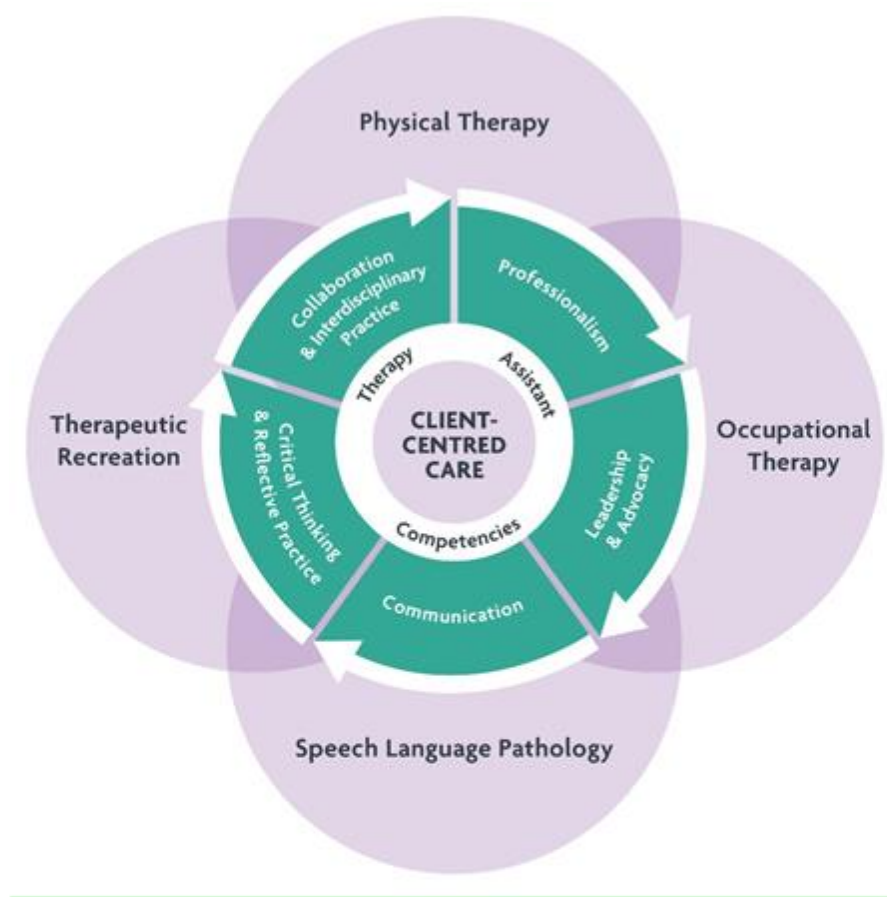 Physical Therapy
Collaboration
& Interdisciplinary
Practice
Professionalism
Therapy
Assistant
Therapeutic
Recreation
CLIENT-
CENTRED
CARE
Occupational
Therapy
Critical Thinking
& Reflective Practice
Leadership
& Advocacy
Competencies
Communication
Speech Language Pathology